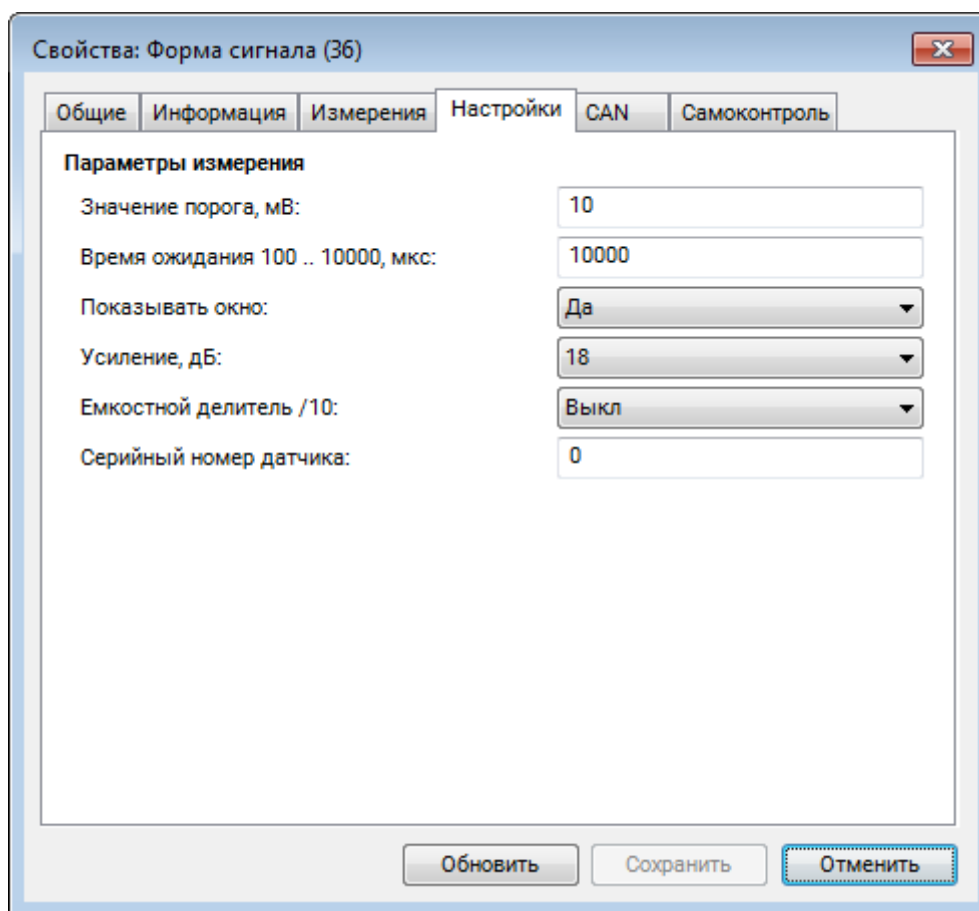 Свойства: Форма сигнала (36)
Общие Информация Измерения Настройки CAN Самоконтроль
Параметры измерения
Значение порога, мВ: 10
Время ожидания 100 .. 10000, мкс: 10000
Показывать окно: Да
Усиление, дБ: 18
Емкостной делитель /10: Выкл
Серийный номер датчика: 0
Обновить Сохранить Отменить